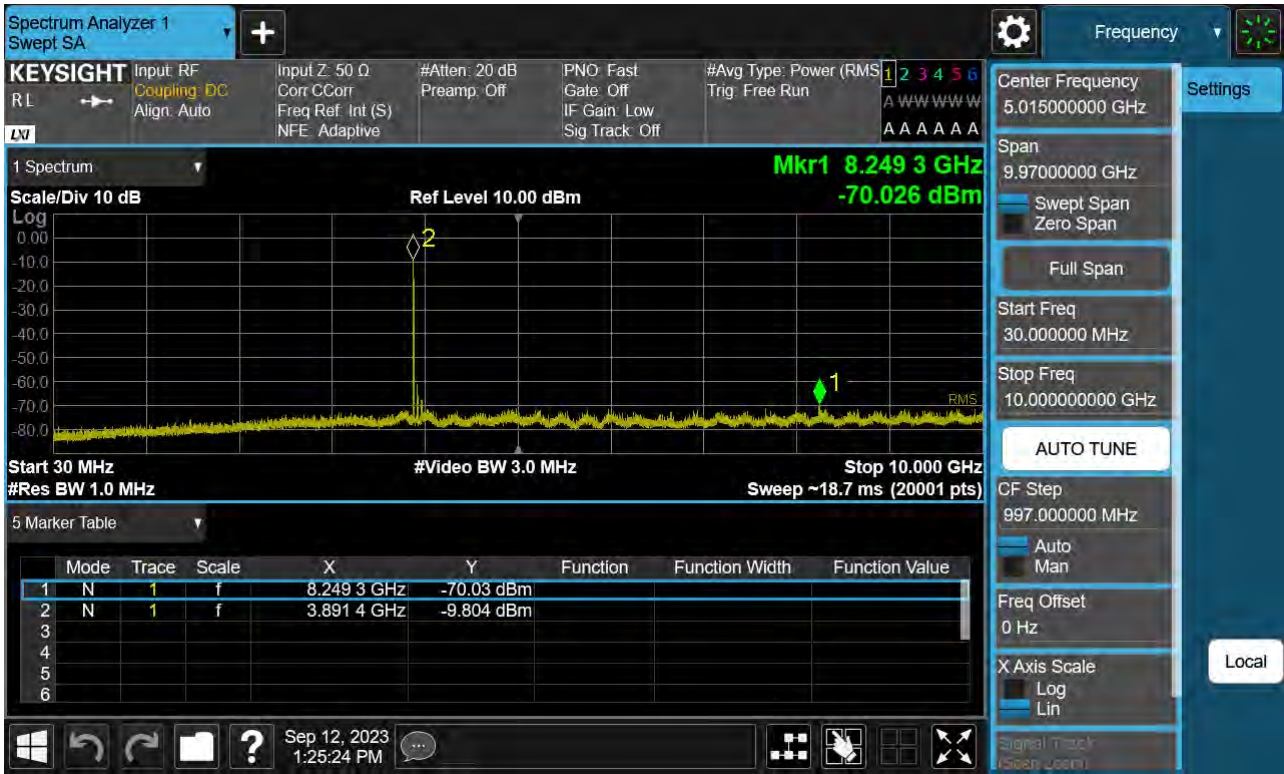 Spectrum Analyzer 1
Swept SA
Frequency
KEYSIGHT
RL
LXI
Input: RF
Coupling: DC
Align: Auto
Input Z: 50 Ω
Corr CCorr
Freq Ref: Int (S)
NFE: Adaptive
#Atten: 20 dB
Preamp: Off
PNO: Fast
Gate: Off
IF Gain: Low
Sig Track: Off
#Avg Type: Power (RMS
Trig: Free Run
1 2 3 4 5 6
A W W W W W
A A A A A A
1 Spectrum
Mkr1 8.249 3 GHz
-70.026 dBm
Scale/Div 10 dB
Ref Level 10.00 dBm
Log
0.00
-10.0
-20.0
-30.0
-40.0
-50.0
-60.0
-70.0
-80.0
2
1
RMS
Start 30 MHz
#Video BW 3.0 MHz
Stop 10.000 GHz
#Res BW 1.0 MHz
Sweep ~18.7 ms (20001 pts)
5 Marker Table
Mode Trace Scale X Y Function Function Width Function Value
1 N 1 f 8.249 3 GHz -70.03 dBm
2 N 1 f 3.891 4 GHz -9.804 dBm
3
4
5
6
Sep 12, 2023
1:25:24 PM
Center Frequency
5.015000000 GHz
Span
9.97000000 GHz
Swept Span
Zero Span
Full Span
Start Freq
30.000000 MHz
Stop Freq
10.000000000 GHz
AUTO TUNE
CF Step
997.000000 MHz
Auto
Man
Freq Offset
0 Hz
X Axis Scale
Log
Lin
Signal Track
(Span Zoom)
Settings
Local